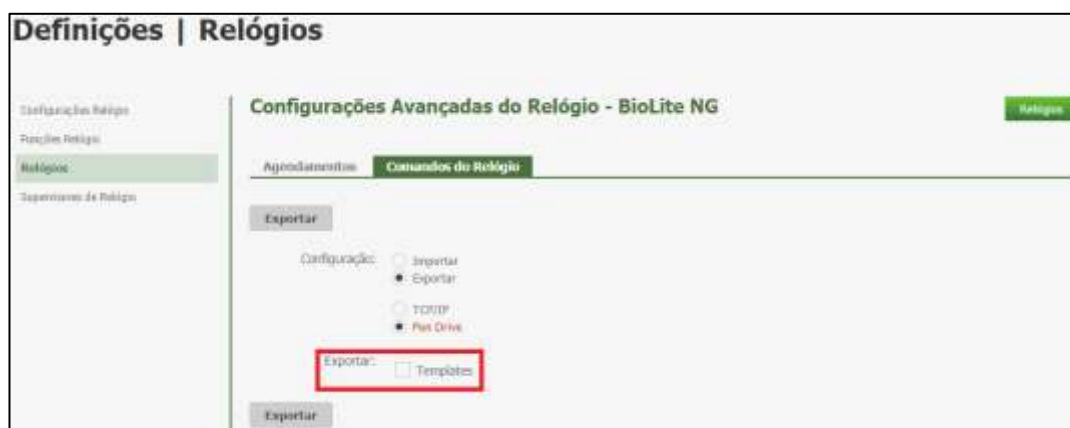 Definições | Relógios
Configurações Relógio
Funções Relógio
Relógios
Supervisores de Relógio
Configurações Avançadas do Relógio - BioLite NG
Relógios
Agendamentos
Comandos do Relógio
Exportar
Configuração:
Importar
Exportar
TCP/IP
Pen Drive
Exportar:
Templates
Exportar